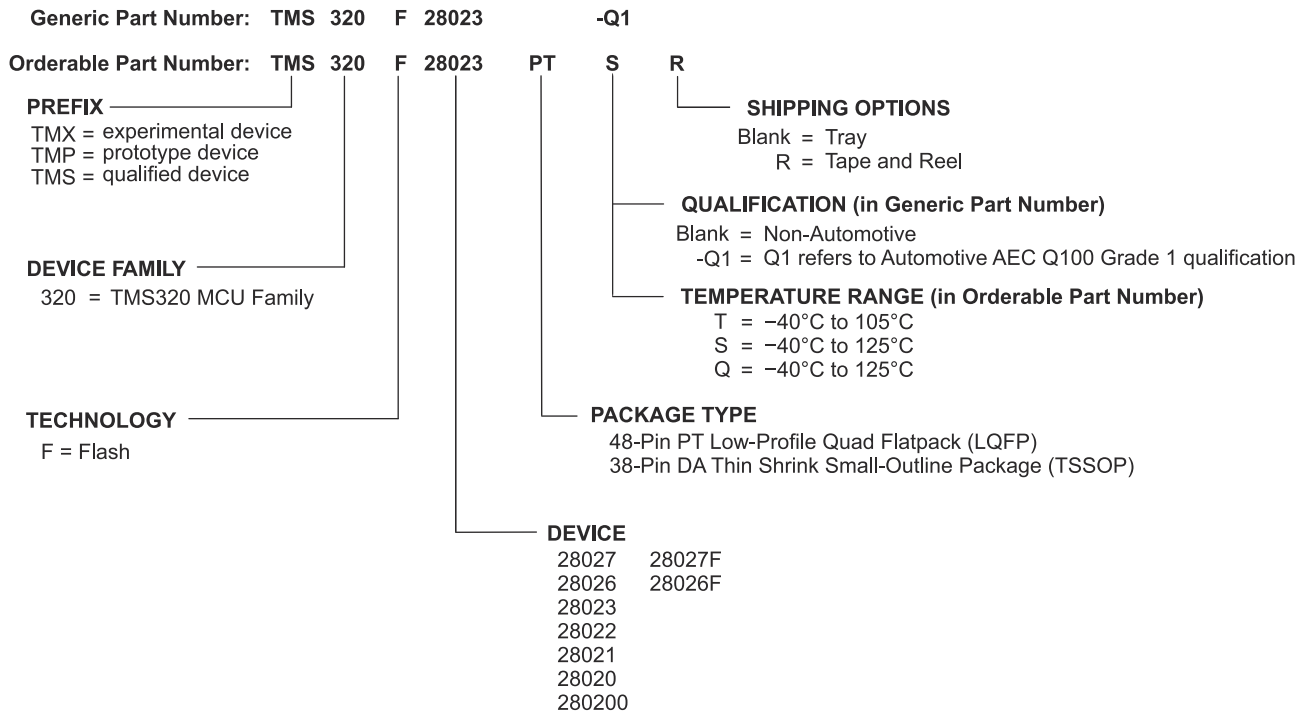 Generic Part Number: TMS 320 F 28023 -Q1
Orderable Part Number: TMS 320 F 28023 PT S R
PREFIX
TMX = experimental device
TMP = prototype device
TMS = qualified device
SHIPPING OPTIONS
Blank = Tray
R = Tape and Reel
QUALIFICATION (in Generic Part Number)
Blank = Non-Automotive
-Q1 = Q1 refers to Automotive AEC Q100 Grade 1 qualification
DEVICE FAMILY
320 = TMS320 MCU Family
TEMPERATURE RANGE (in Orderable Part Number)
T = −40°C to 105°C
S = −40°C to 125°C
Q = −40°C to 125°C
TECHNOLOGY
F = Flash
PACKAGE TYPE
48-Pin PT Low-Profile Quad Flatpack (LQFP)
38-Pin DA Thin Shrink Small-Outline Package (TSSOP)
DEVICE
28027 28027F
28026 28026F
28023
28022
28021
28020
280200